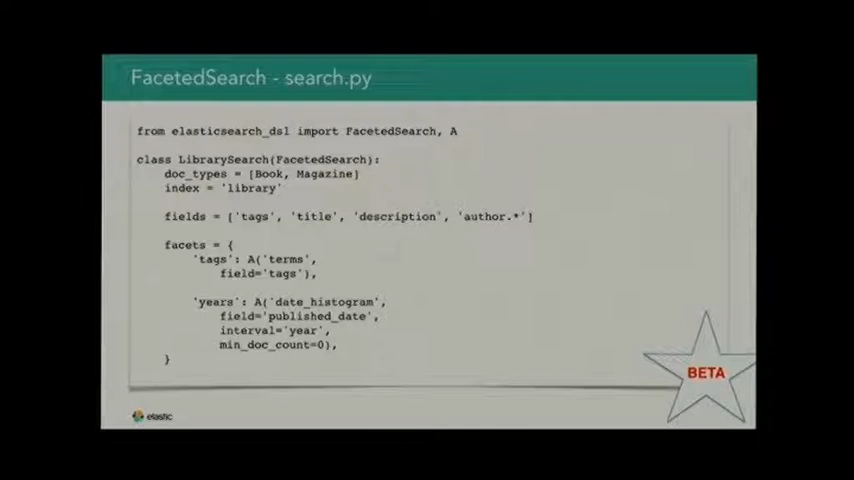 FacetedSearch - search.py
from elasticsearch_dsl import FacetedSearch, A
class LibrarySearch(FacetedSearch):
doc_types = [Book, Magazine]
index = 'library'
fields = ['tags', 'title', 'description', 'author.*']
facets = {
'tags': A('terms',
field='tags'),
'years': A('date_histogram',
field='published_date',
interval='year',
min_doc_count=0),
}
BETA
elastic